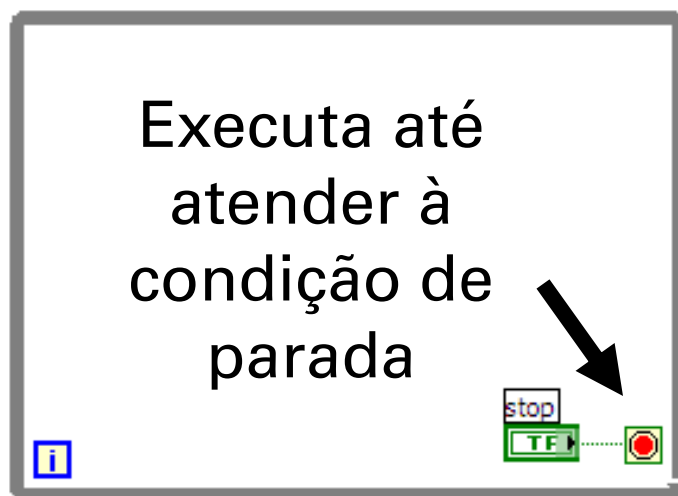 Executa até
atender à
condição de
parada
stop
TF
i